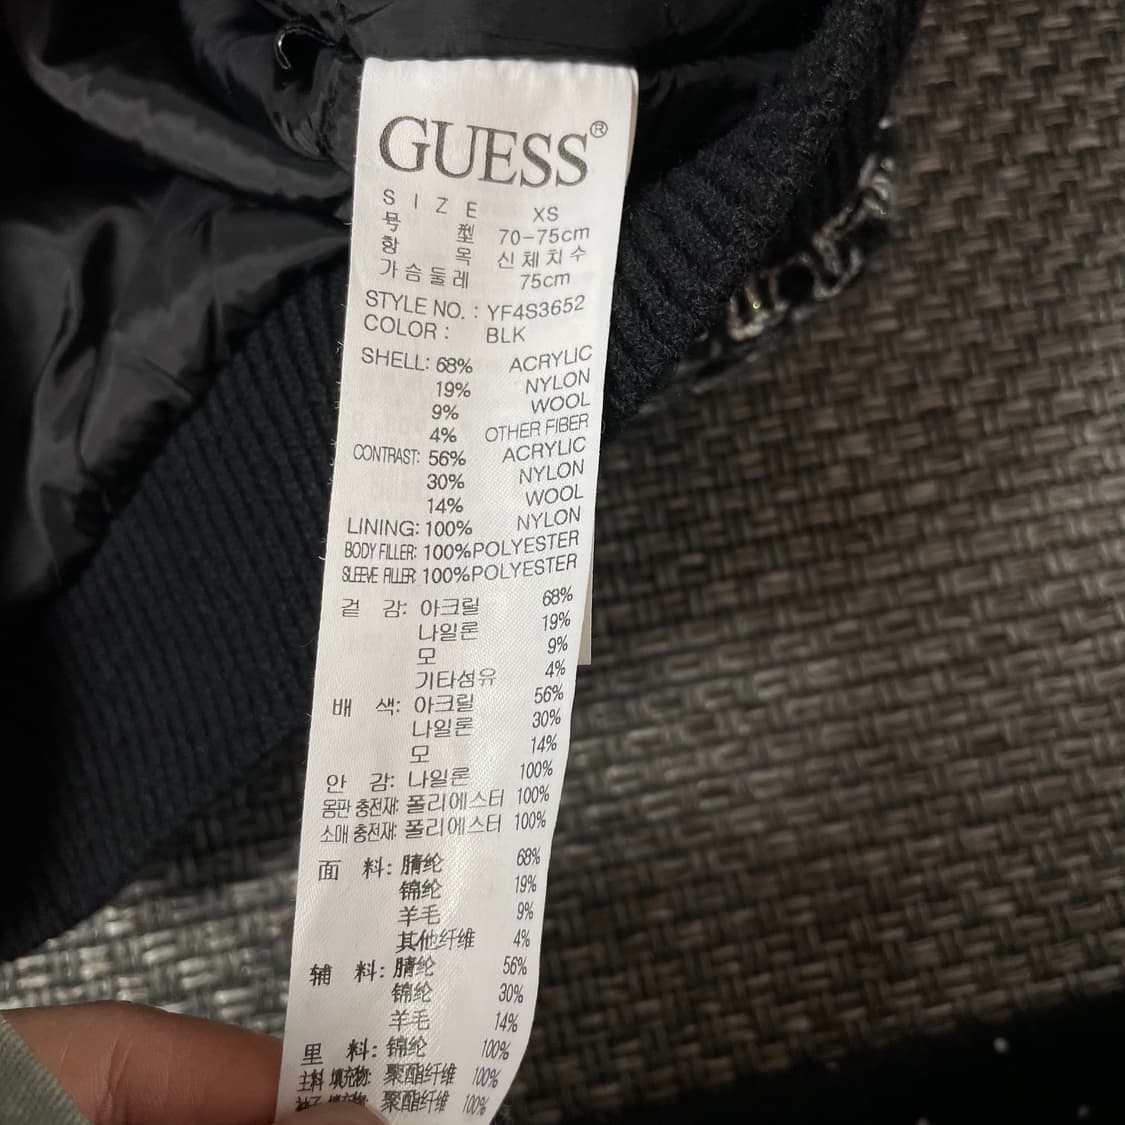 GUESS®
SIZE XS
号 型 70-75cm
항 목 신체치수
가슴둘레 75cm
STYLE NO. : YF4S3652
COLOR : BLK
SHELL: 68% ACRYLIC
19% NYLON
9% WOOL
4% OTHER FIBER
CONTRAST: 56% ACRYLIC
30% NYLON
14% WOOL
LINING: 100% NYLON
BODY FILLER: 100% POLYESTER
SLEEVE FILLER: 100% POLYESTER
겉 감: 아크릴 68%
나일론 19%
모 9%
기타섬유 4%
배 색: 아크릴 56%
나일론 30%
모 14%
안 감: 나일론 100%
몸판 충전재: 폴리에스터 100%
소매 충전재: 폴리에스터 100%
面 料: 腈纶 68%
锦纶 19%
羊毛 9%
其他纤维 4%
辅 料: 腈纶 56%
锦纶 30%
羊毛 14%
里 料: 锦纶 100%
主料 填充物: 聚酯纤维 100%
袖子 填充物: 聚酯纤维 100%